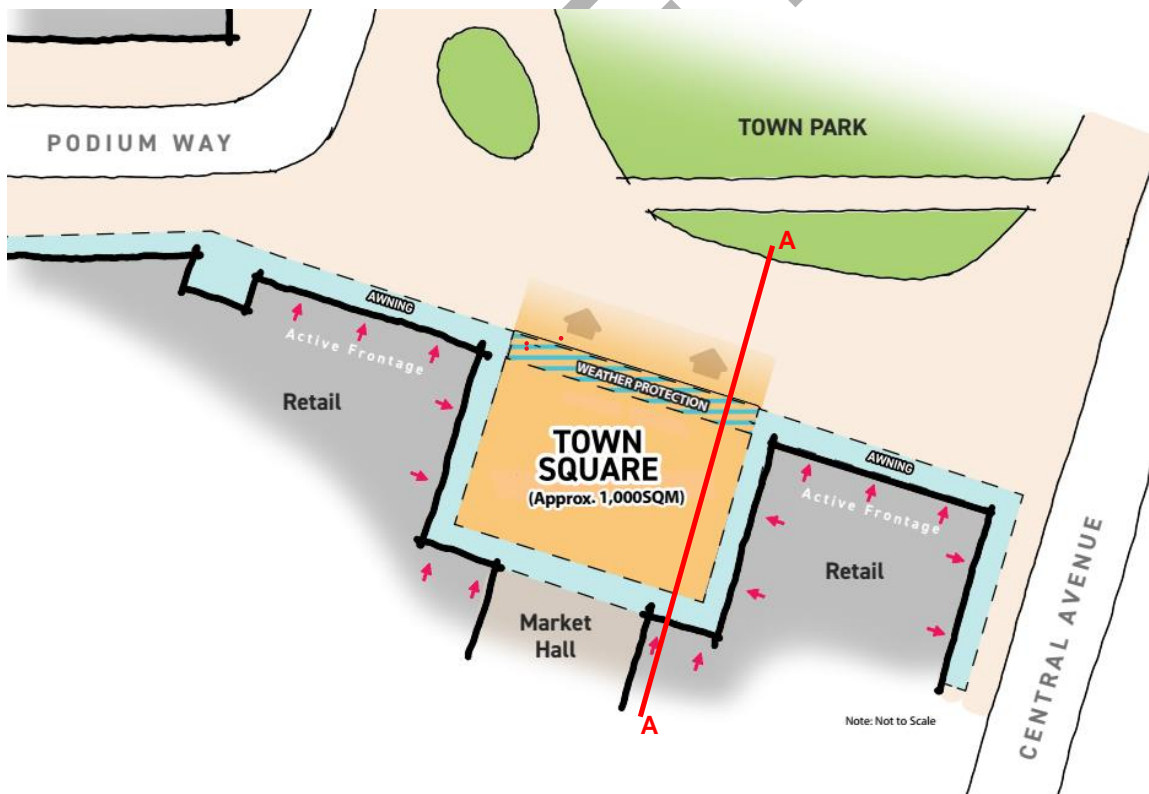 PODIUM WAY
TOWN PARK
A
AWNING
Active Frontage
WEATHER PROTECTION
Retail
TOWN
SQUARE
(Approx. 1,000SQM)
AWNING
Active Frontage
Retail
Market
Hall
CENTRAL AVENUE
Note: Not to Scale
A